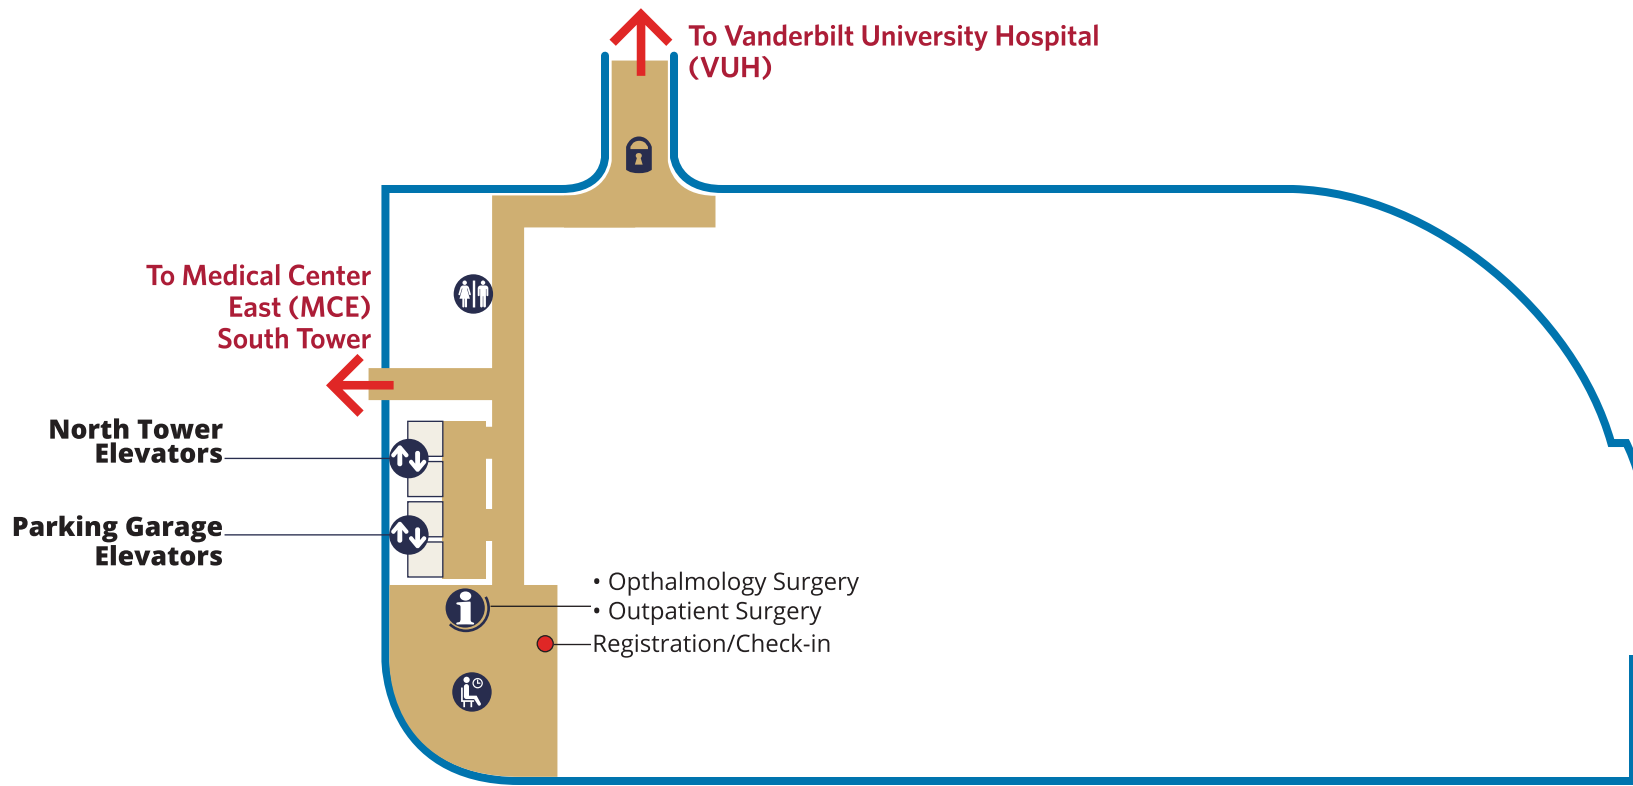 To Vanderbilt University Hospital
(VUH)
To Medical Center
East (MCE)
South Tower
North Tower
Elevators
Parking Garage
Elevators
• Opthalmology Surgery
• Outpatient Surgery
Registration/Check-in